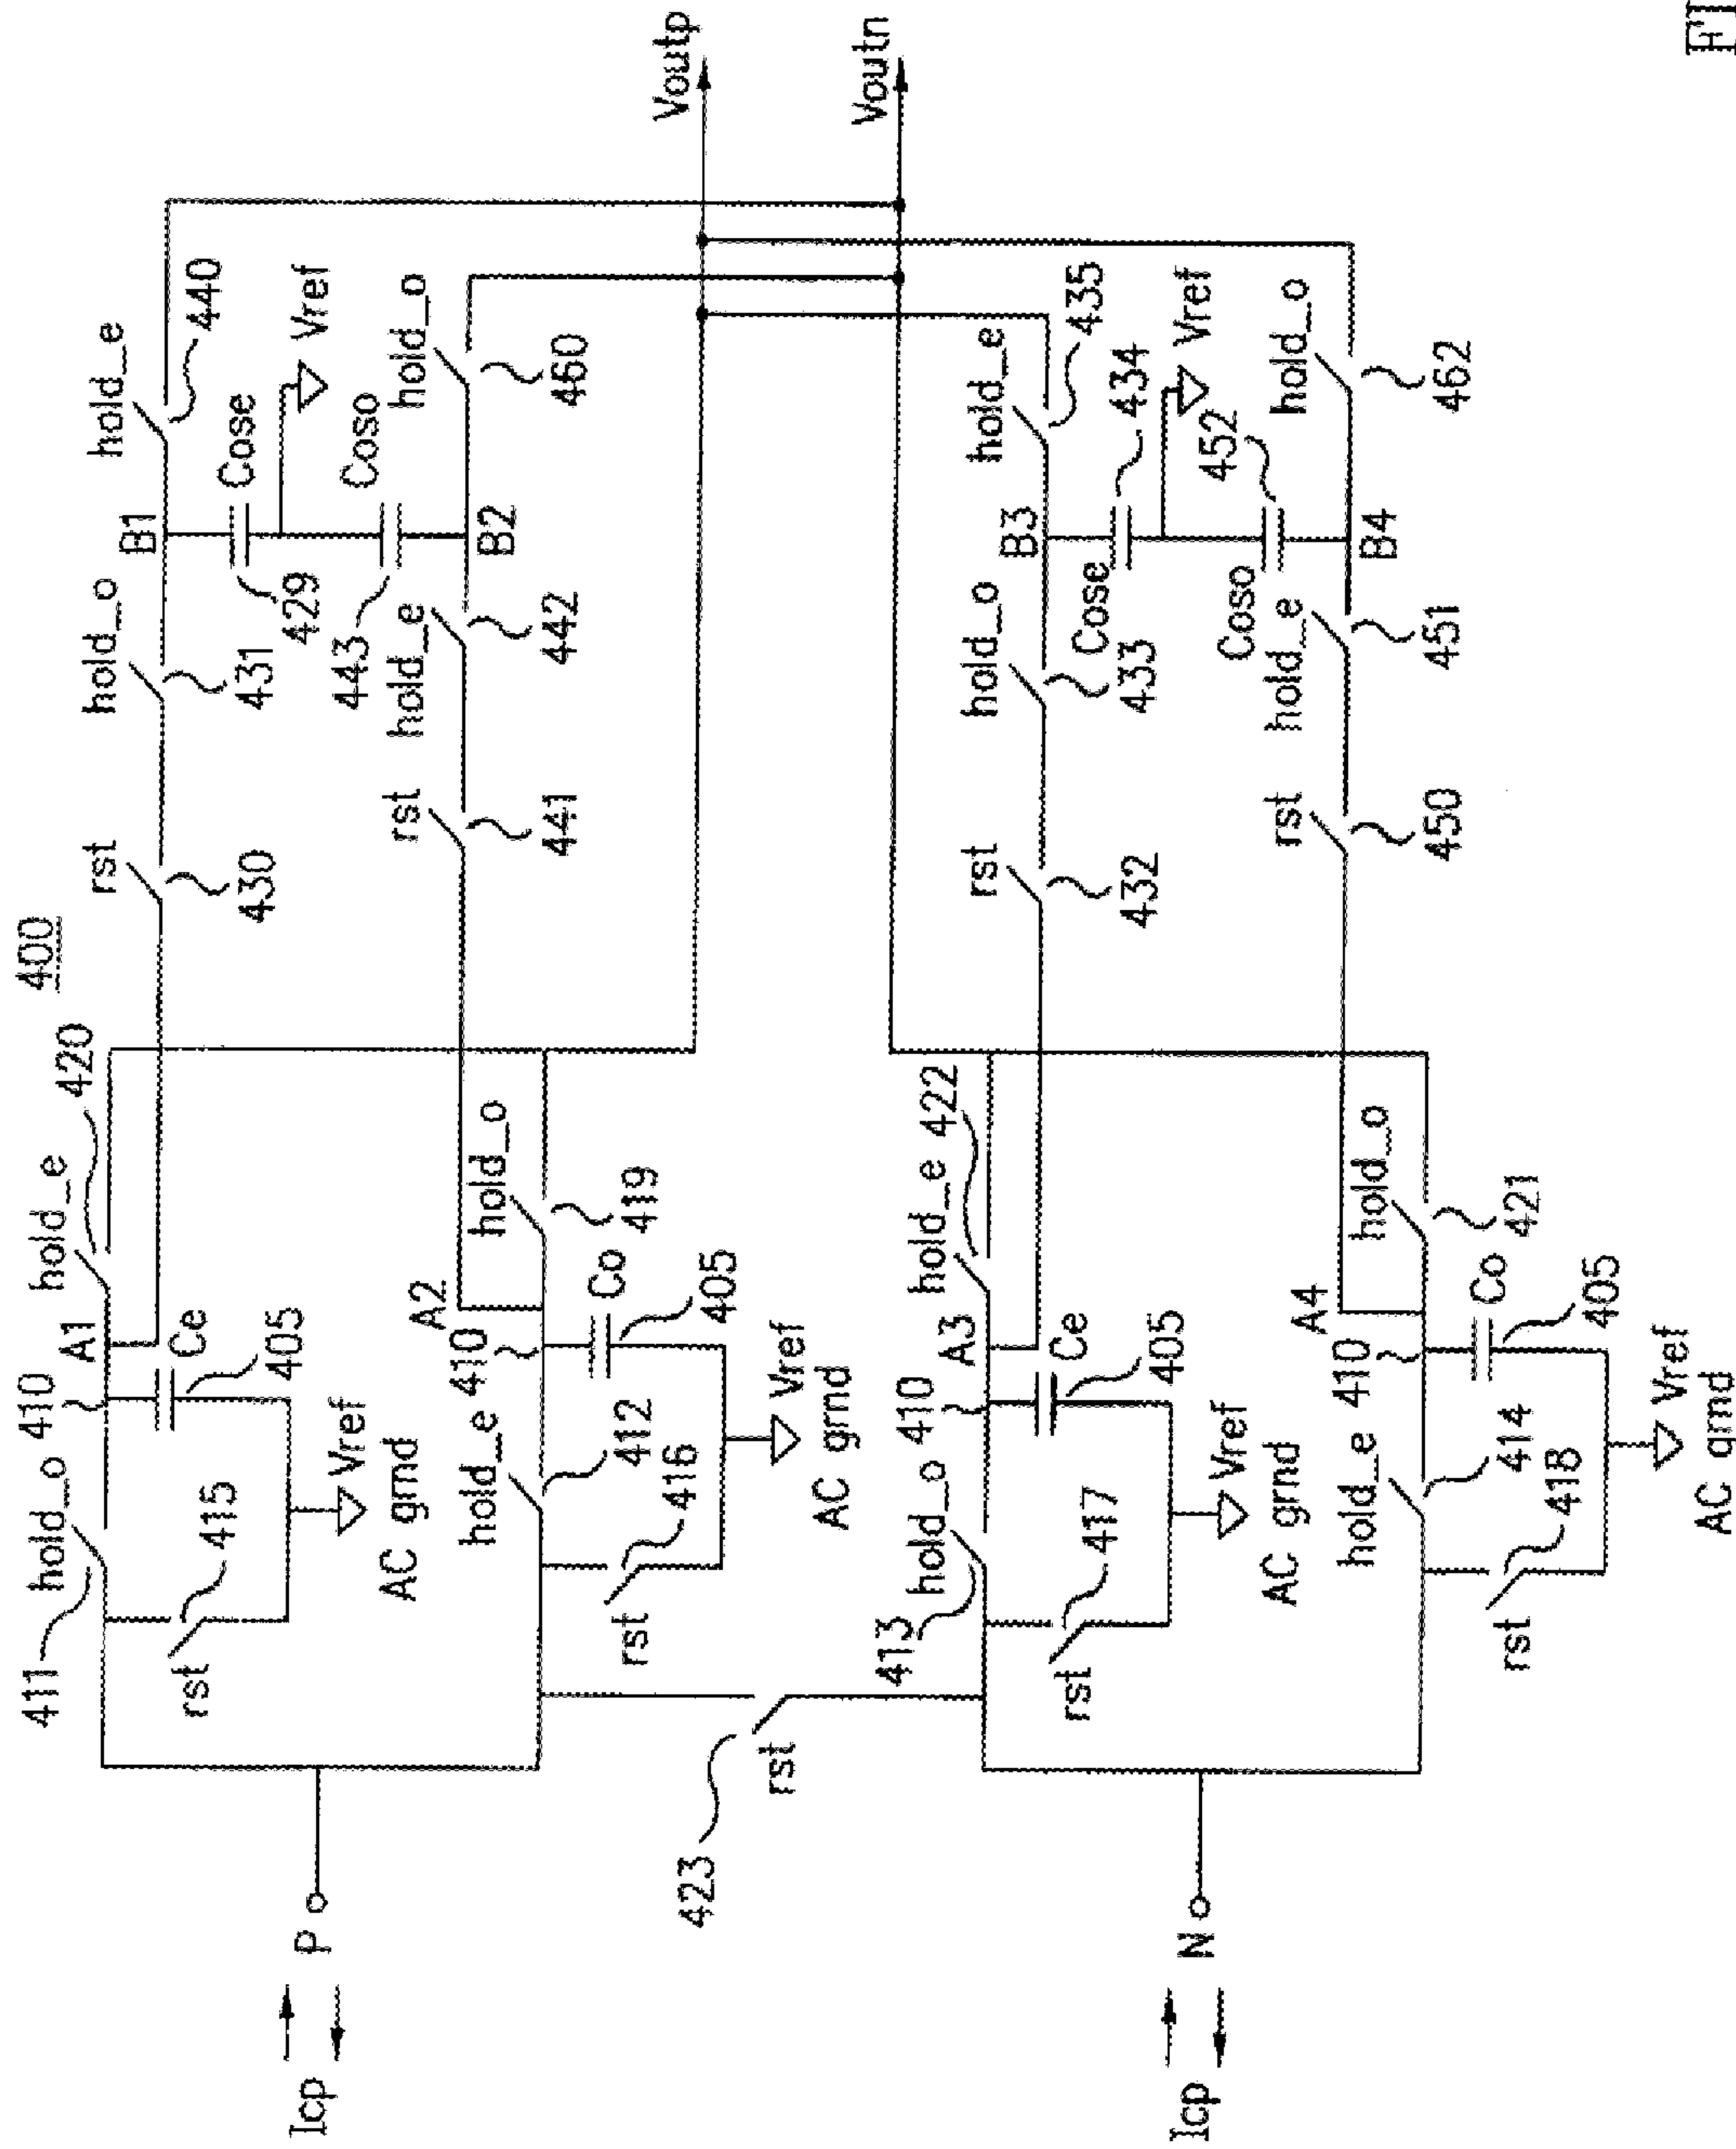 400
FI
Icp
P
411
hold_o
410
A1
hold_e
420
415
rst
Ce
405
Vref
AC grnd
hold_e
410
A2
hold_o
419
412
416
rst
Co
405
Vref
AC grnd
423
rst
Icp
N
413
hold_o
410
A3
hold_e
422
417
rst
Ce
405
Vref
AC grnd
hold_e
410
A4
hold_o
421
414
418
rst
Co
405
Vref
AC grnd
rst
430
hold_o
431
B1
hold_e
440
Cose
429
Vref
443
Coso
rst
441
hold_e
442
B2
hold_o
460
Voutp
Voutn
rst
432
hold_o
433
B3
hold_e
435
Cose
434
Vref
452
Coso
rst
450
hold_e
451
B4
hold_o
462